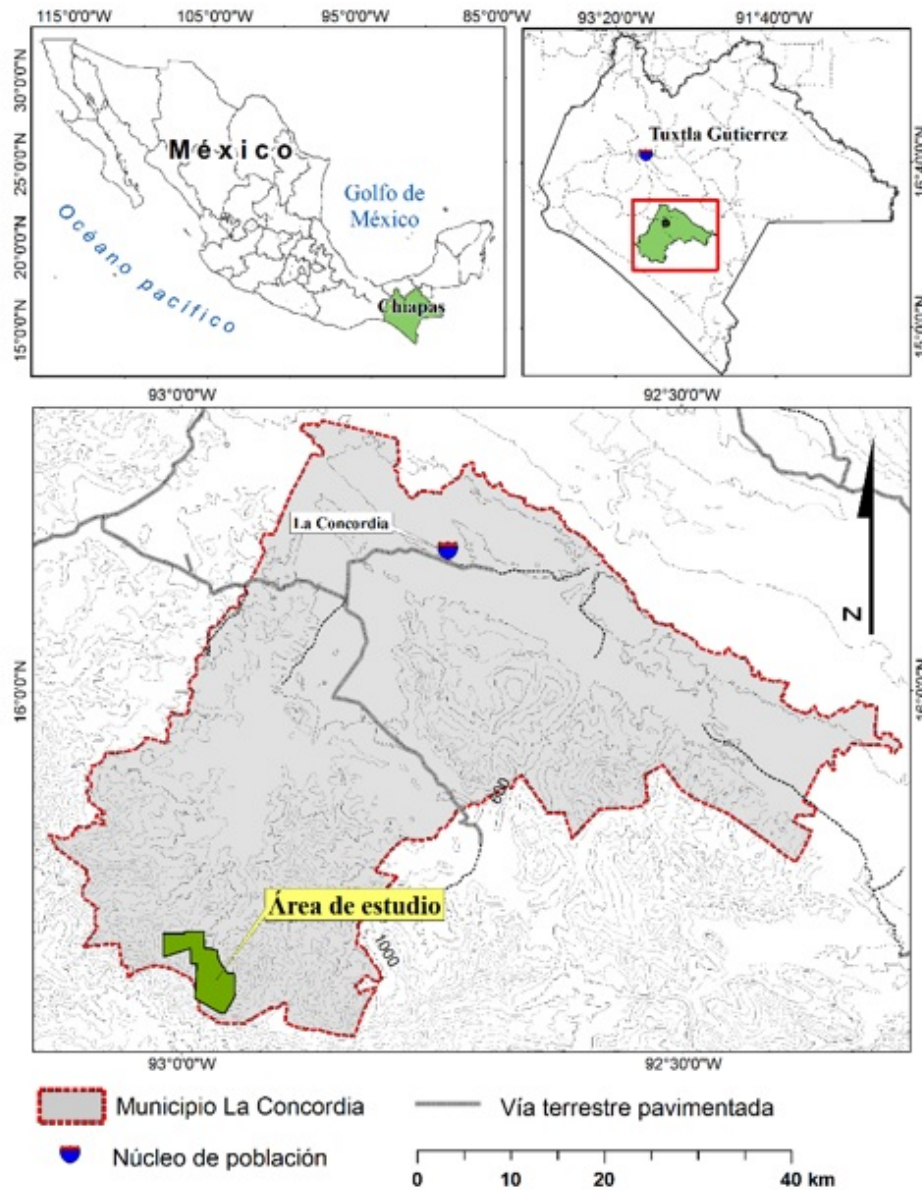 115°0'0"W 105°0'0"W 95°0'0"W 85°0'0"W
30°0'0"N
25°0'0"N
20°0'0"N
15°0'0"N
México
Golfo de
México
Océano pacífico
Chiapas
93°20'0"W 91°40'0"W
16°40'0"N
15°0'0"N
Tuxtla Gutierrez
93°0'0"W 92°30'0"W
La Concordia
N
16°0'0"N 16°0'0"N
600
Área de estudio
1000
93°0'0"W 92°30'0"W
Municipio La Concordia Vía terrestre pavimentada
Núcleo de población
0 5 10 20 30 40 km